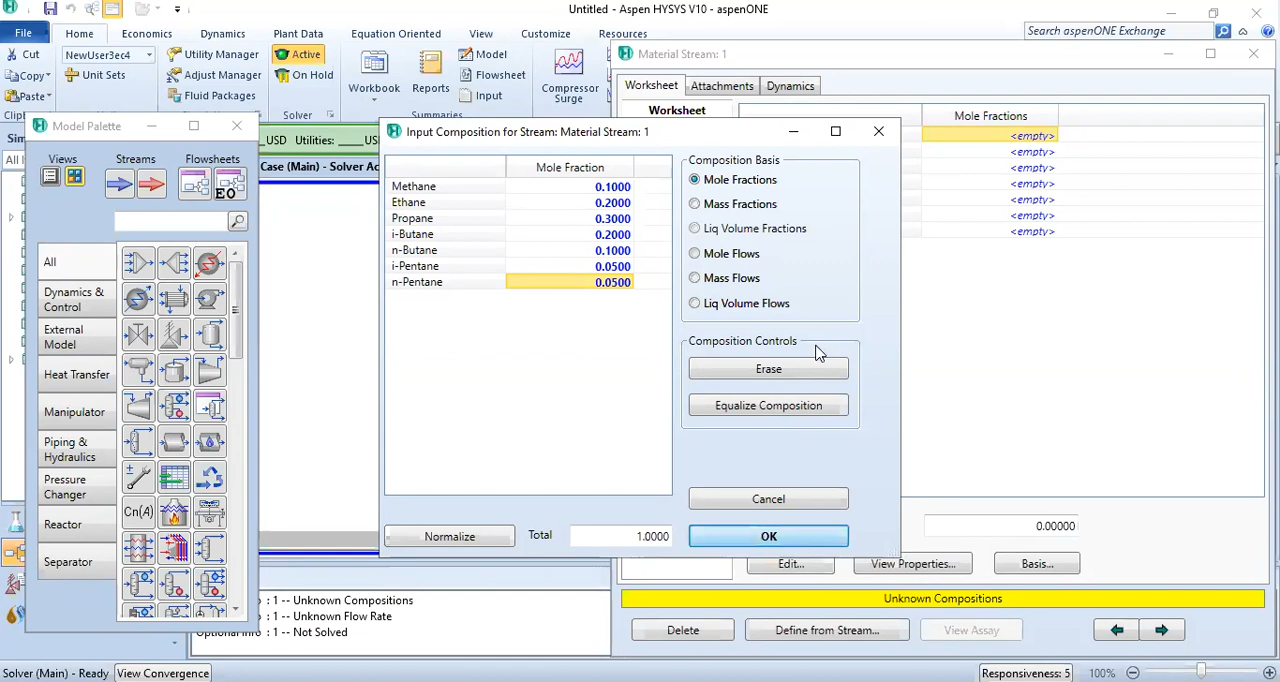 Untitled - Aspen HYSYS V10 - aspenONE
File
Home
Economics
Dynamics
Plant Data
Equation Oriented
View
Customize
Resources
Search aspenONE Exchange
Cut
Copy
Paste
NewUser3ec4
Unit Sets
Utility Manager
Adjust Manager
Fluid Packages
Active
On Hold
Solver
Workbook
Reports
Model
Flowsheet
Input
Compressor
Surge
Material Stream: 1
Worksheet
Attachments
Dynamics
Worksheet
Mole Fractions
<empty>
<empty>
<empty>
<empty>
<empty>
<empty>
<empty>
Model Palette
Views
Streams
Flowsheets
EO
All
Dynamics &
Control
External
Model
Heat Transfer
Manipulator
Piping &
Hydraulics
Pressure
Changer
Reactor
Separator
Cn(A)
_USD Utilities: ____US
Case (Main) - Solver Ac
Input Composition for Stream: Material Stream: 1
Mole Fraction
Methane 0.1000
Ethane 0.2000
Propane 0.3000
i-Butane 0.2000
n-Butane 0.1000
i-Pentane 0.0500
n-Pentane 0.0500
Composition Basis
Mole Fractions
Mass Fractions
Liq Volume Fractions
Mole Flows
Mass Flows
Liq Volume Flows
Composition Controls
Erase
Equalize Composition
Cancel
OK
Normalize
Total
1.0000
0.00000
Edit...
View Properties...
Basis...
Unknown Compositions
Delete
Define from Stream...
View Assay
: 1 -- Unknown Compositions
: 1 -- Unknown Flow Rate
: 1 -- Not Solved
Solver (Main) - Ready
View Convergence
Responsiveness: 5
100%